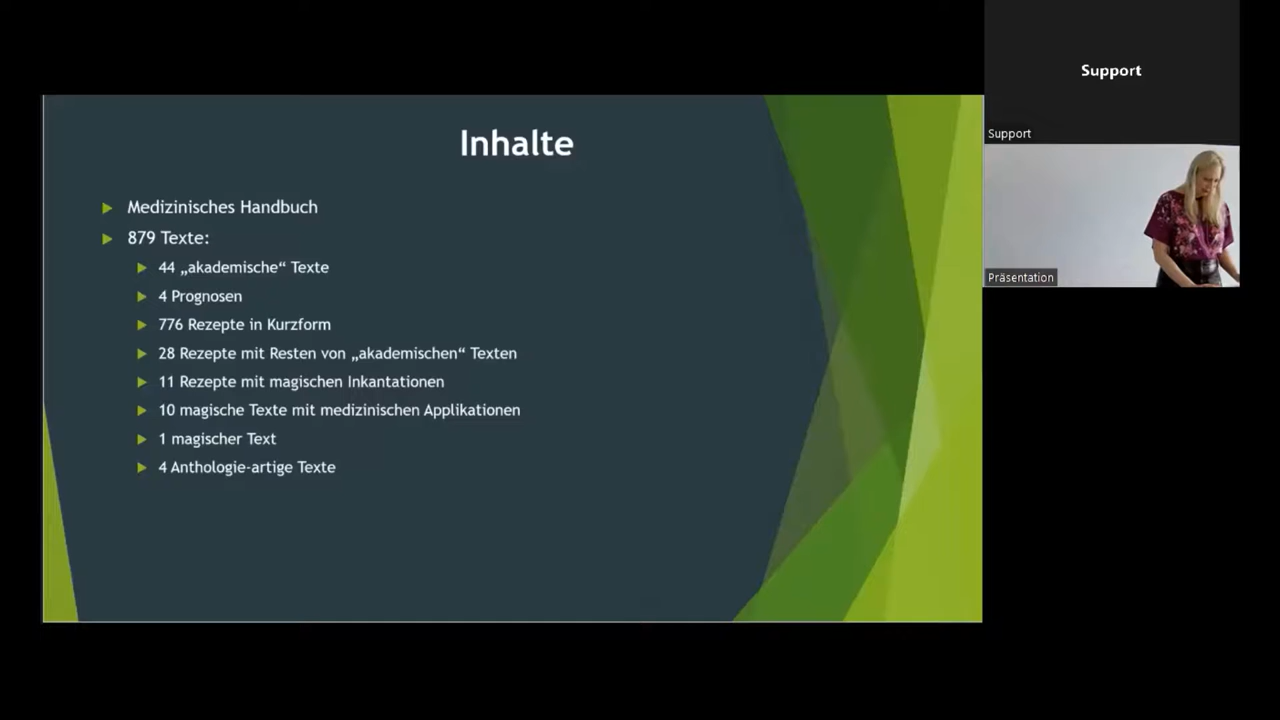 Inhalte
Medizinisches Handbuch
879 Texte:
44 „akademische“ Texte
4 Prognosen
776 Rezepte in Kurzform
28 Rezepte mit Resten von „akademischen“ Texten
11 Rezepte mit magischen Inkantationen
10 magische Texte mit medizinischen Applikationen
1 magischer Text
4 Anthologie-artige Texte
Support
Support
Präsentation